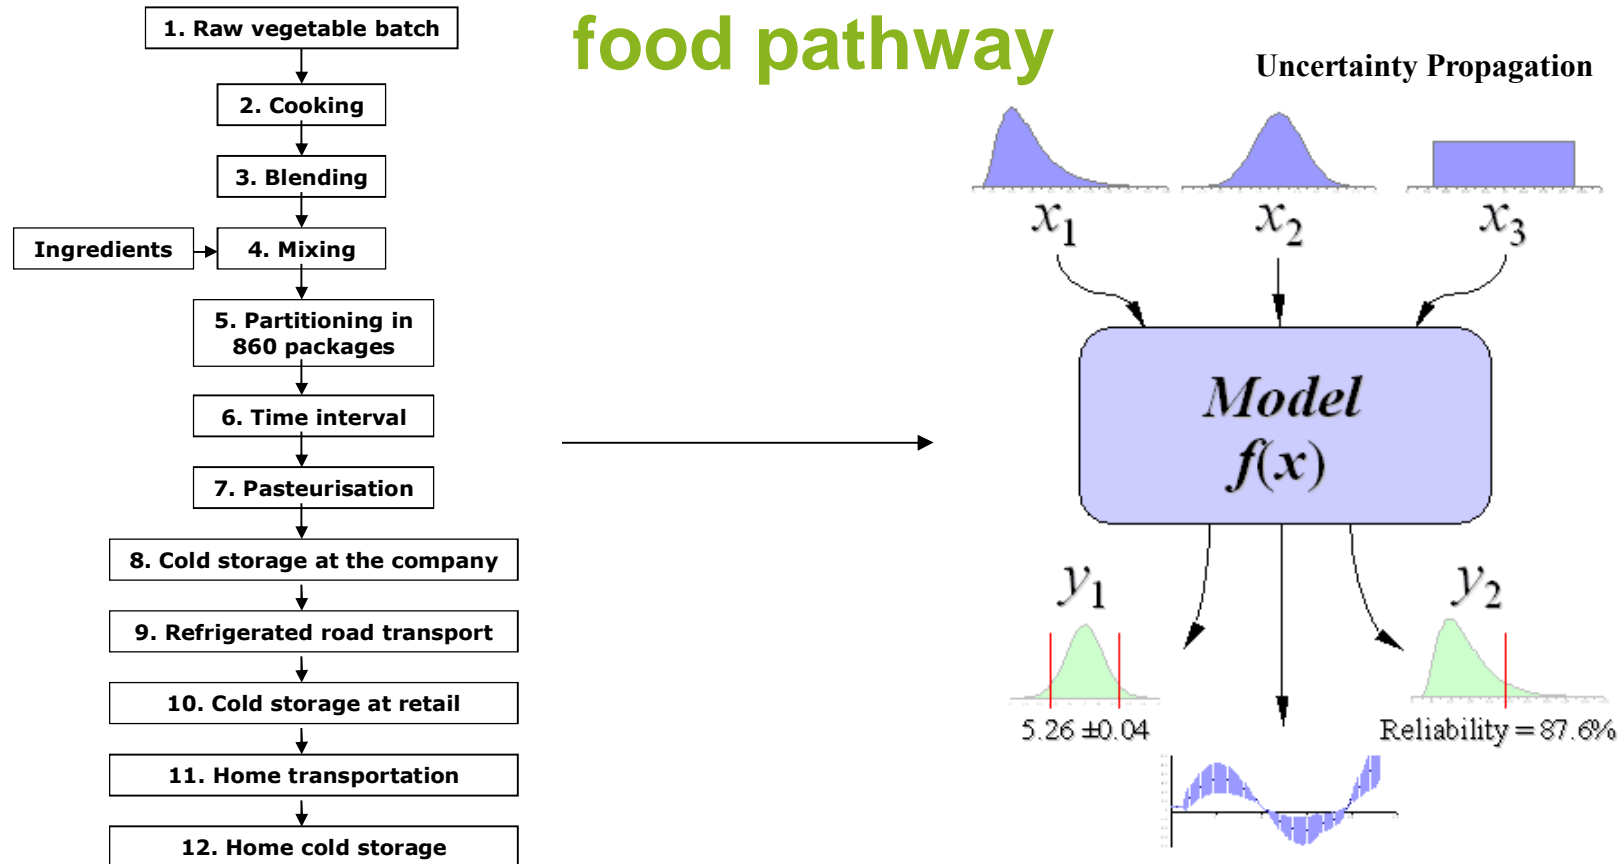 food pathway
1. Raw vegetable batch
2. Cooking
3. Blending
Ingredients
4. Mixing
5. Partitioning in
860 packages
6. Time interval
7. Pasteurisation
8. Cold storage at the company
9. Refrigerated road transport
10. Cold storage at retail
11. Home transportation
12. Home cold storage
Uncertainty Propagation
x1
x2
x3
Model
f(x)
y1
y2
5.26 ±0.04
Reliability = 87.6%